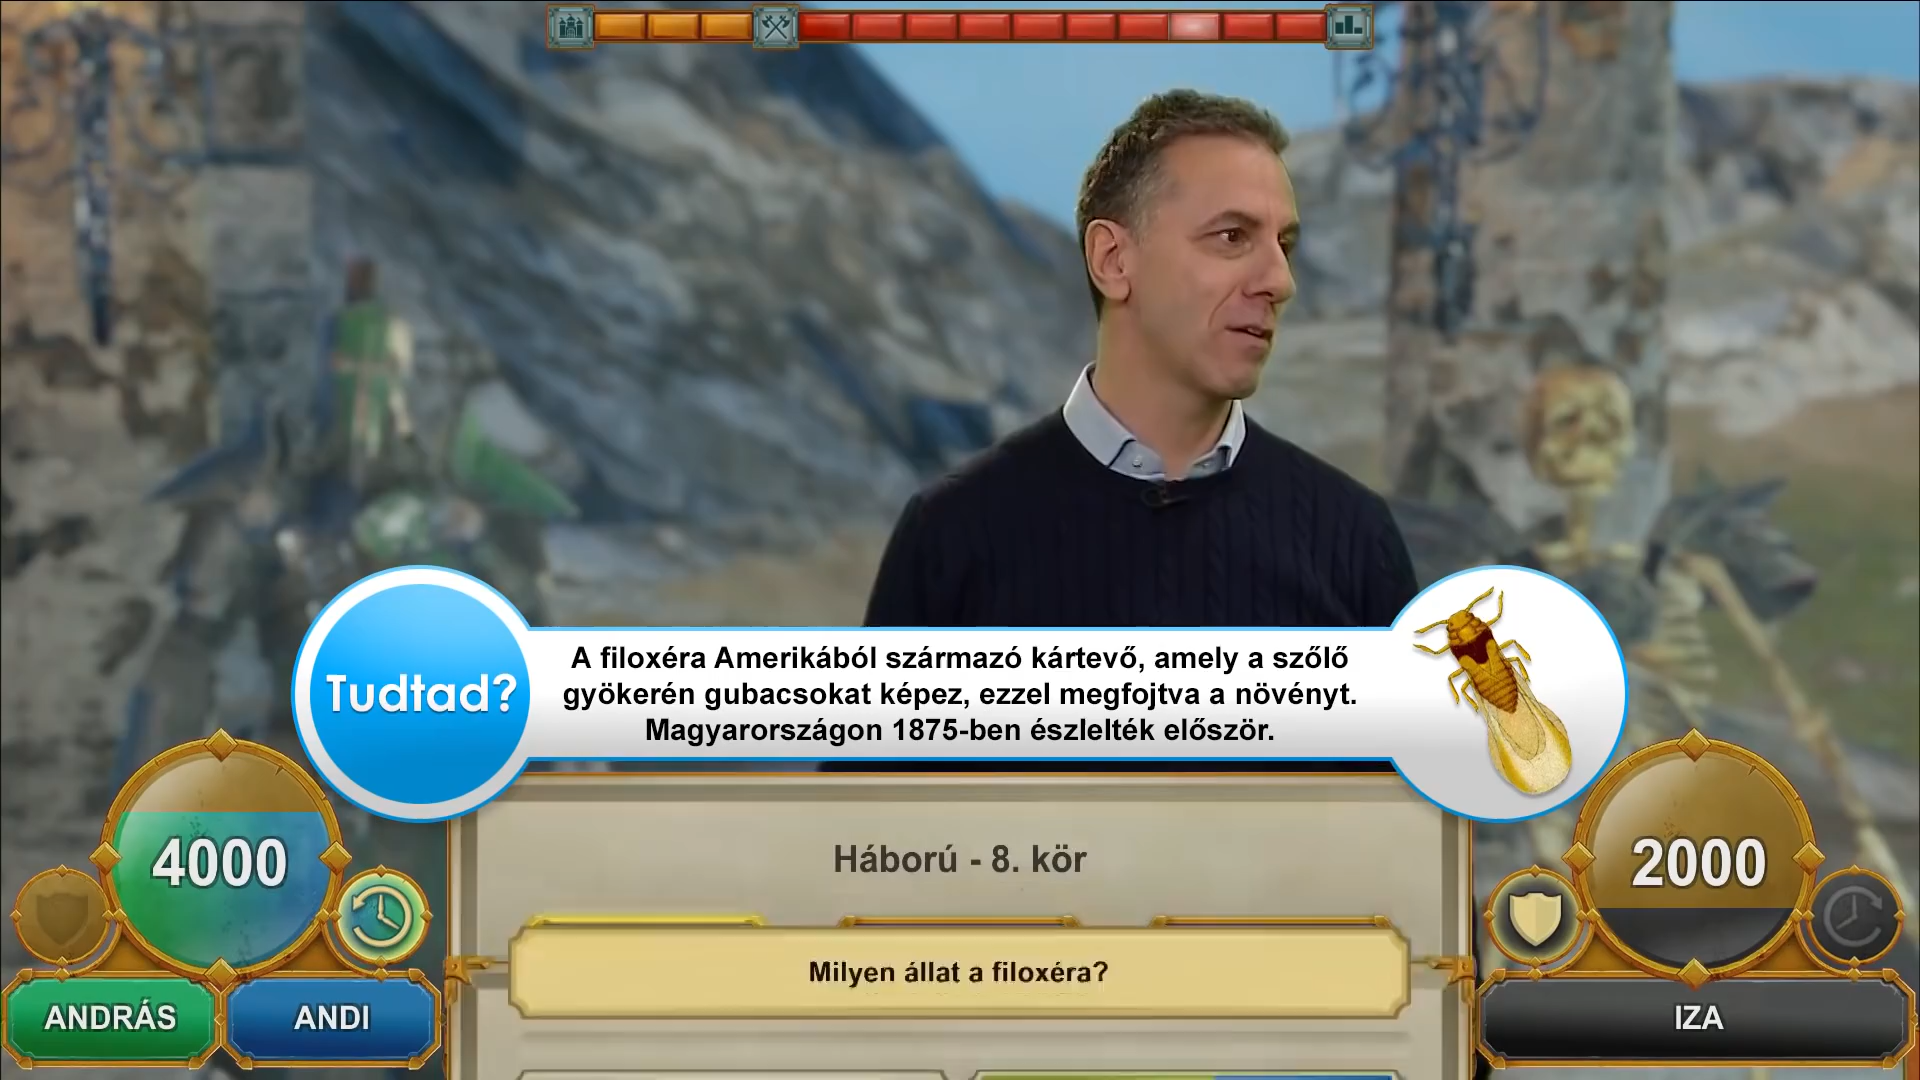 A filoxéra Amerikából származó kártevő, amely a szőlő
Tudtad?
gyökerén gubacsokat képez, ezzel megfojtva a növényt.
Magyarországon 1875-ben észlelték először.
4000
Háború - 8. kör
2000
Milyen állat a filoxéra?
ANDRÁS
ANDI
IZA